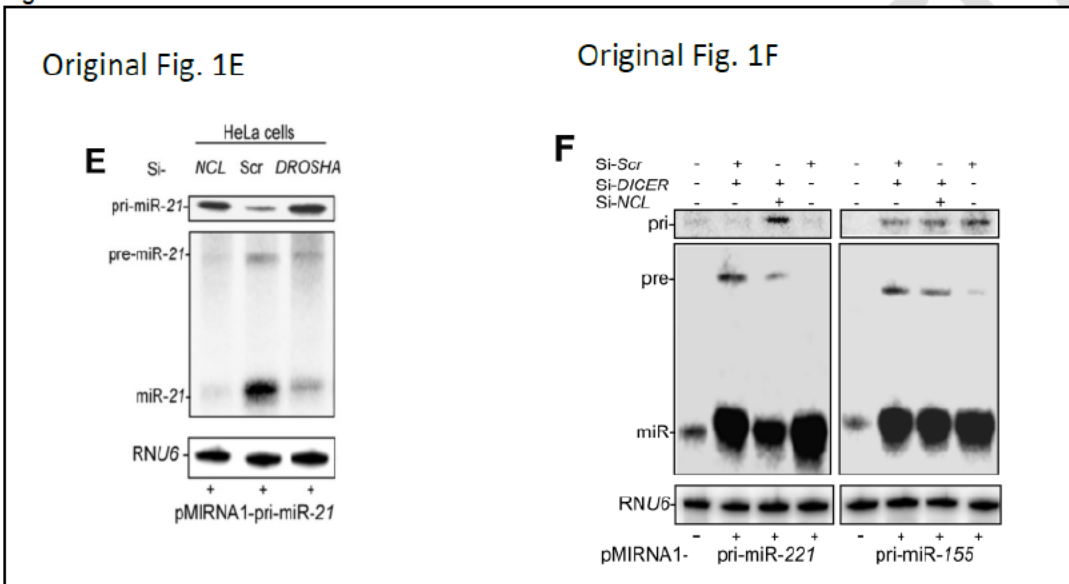 Original Fig. 1E
E
HeLa cells
Si- NCL Scr DROSHA
pri-miR-21-
pre-miR-21-
miR-21-
RNU6-
+ + +
pMIRNA1-pri-miR-21
Original Fig. 1F
F
Si-Scr - + - + - + - +
Si-DICER - + + - - + + -
Si-NCL - - + - - - + -
pri-
pre-
miR-
RNU6-
- + + + - + + +
pMIRNA1- pri-miR-221 pri-miR-155